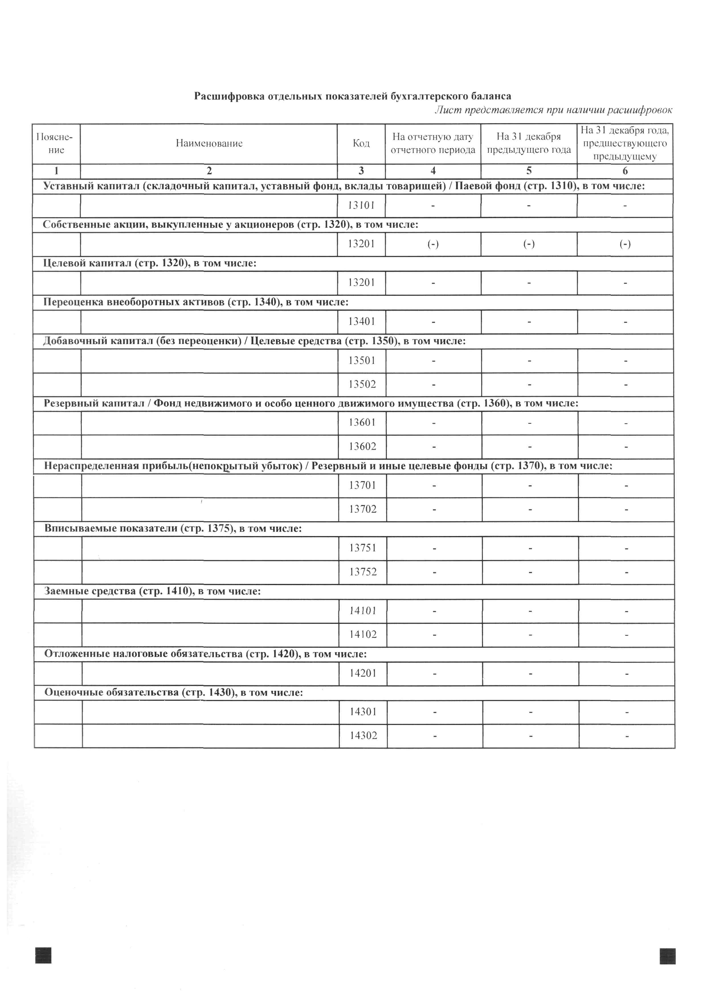 Расшифровка отдельных показателей бухгалтерского баланса
Лист представляется при наличии расшифровок
Поясне-
ние
Наименование
Код
На отчетную дату
отчетного периода
На 31 декабря
предыдущего года
На 31 декабря года,
предшествующего
предыдущему
1 2 3 4 5 6
Уставный капитал (складочный капитал, уставный фонд, вклады товарищей) / Паевой фонд (стр. 1310), в том числе:
13101 - - -
Собственные акции, выкупленные у акционеров (стр. 1320), в том числе:
13201 (-) (-) (-)
Целевой капитал (стр. 1320), в том числе:
13201 - - -
Переоценка внеоборотных активов (стр. 1340), в том числе:
13401 - - -
Добавочный капитал (без переоценки) / Целевые средства (стр. 1350), в том числе:
13501 - - -
13502 - - -
Резервный капитал / Фонд недвижимого и особо ценного движимого имущества (стр. 1360), в том числе:
13601 - - -
13602 - - -
Нераспределенная прибыль(непокрытый убыток) / Резервный и иные целевые фонды (стр. 1370), в том числе:
13701 - - -
13702 - - -
Вписываемые показатели (стр. 1375), в том числе:
13751 - - -
13752 - - -
Заемные средства (стр. 1410), в том числе:
14101 - - -
14102 - - -
Отложенные налоговые обязательства (стр. 1420), в том числе:
14201 - - -
Оценочные обязательства (стр. 1430), в том числе:
14301 - - -
14302 - - -